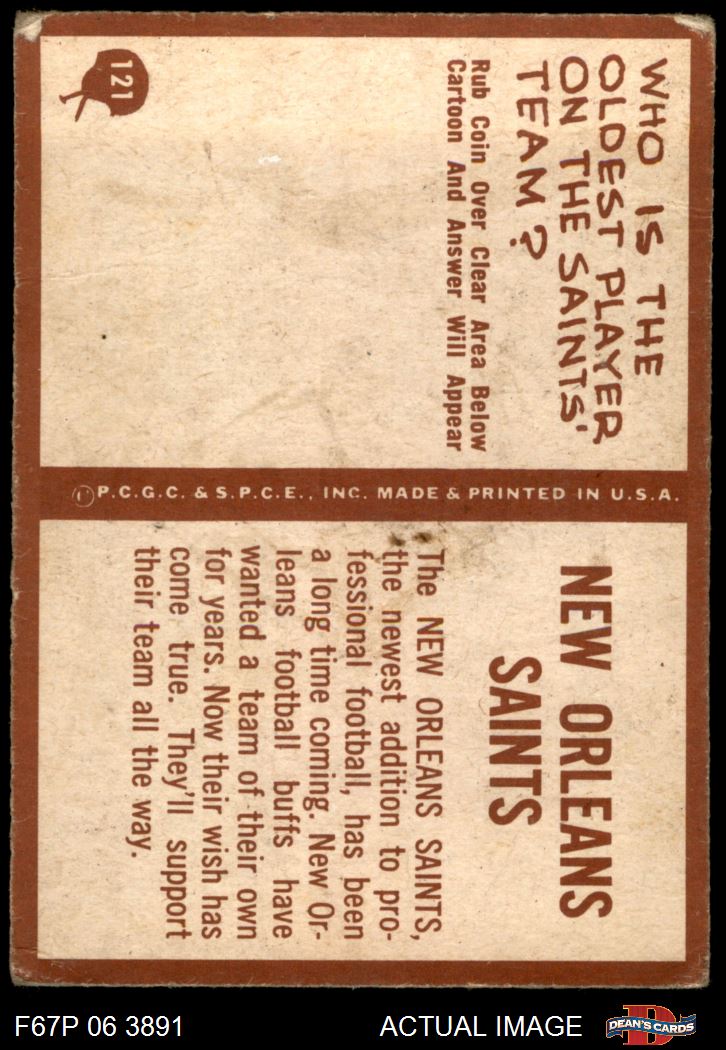 121
WHO IS THE
OLDEST PLAYER
ON THE SAINTS'
TEAM?
Rub Coin Over Clear Area Below
Cartoon And Answer Will Appear
©P.C.G.C. & S.P.C.E., INC. MADE & PRINTED IN U.S.A.
NEW ORLEANS
SAINTS
The NEW ORLEANS SAINTS,
the newest addition to pro-
fessional football, has been
a long time coming. New Or-
leans football buffs have
wanted a team of their own
for years. Now their wish has
come true. They'll support
their team all the way.
F67P 06 3891
ACTUAL IMAGE
D
DEAN'S CARDS